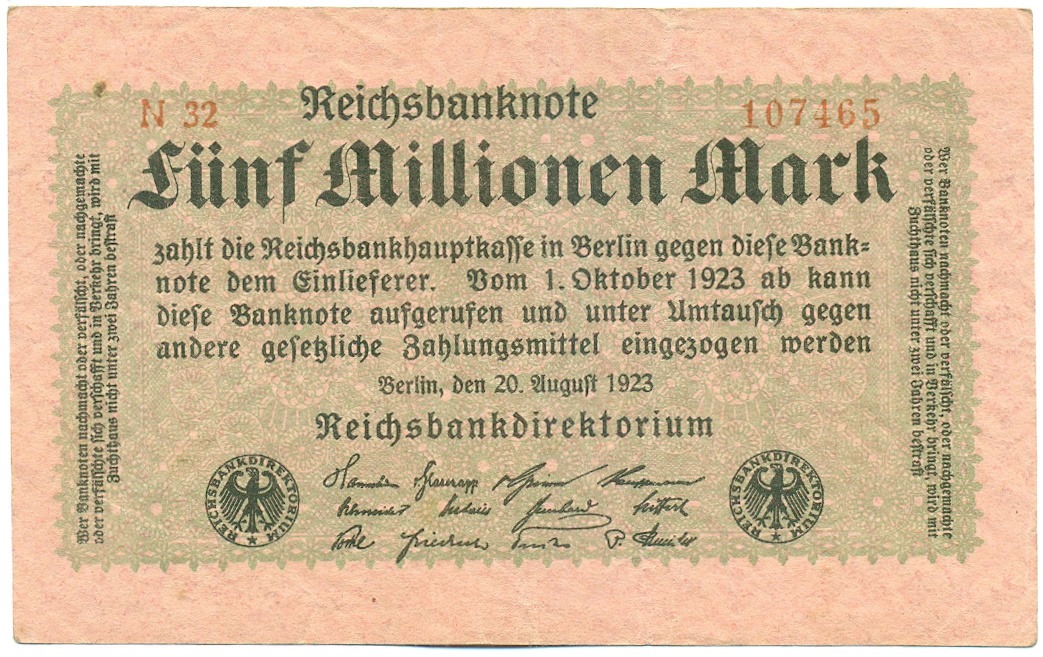 Reichsbanknote
N 32
107465
Fünf Millionen Mark
zahlt die Reichsbankhauptkasse in Berlin gegen diese Bank-
note dem Einlieferer. Vom 1. Oktober 1923 ab kann
diese Banknote aufgerufen und unter Umtausch gegen
andere gesetzliche Zahlungsmittel eingezogen werden
Berlin, den 20. August 1923
Reichsbankdirektorium
v. Glasenapp
Schneider
Friedrich
P. Schneider
REICHSBANKDIREKTORIUM
REICHSBANKDIREKTORIUM
Wer Banknoten nachmacht oder verfälscht, oder nachgemachte
oder verfälschte sich verschafft und in Verkehr bringt, wird mit
Zuchthaus nicht unter zwei Jahren bestraft
Wer Banknoten nachmacht oder verfälscht, oder nachgemachte
oder verfälschte sich verschafft und in Verkehr bringt, wird mit
Zuchthaus nicht unter zwei Jahren bestraft